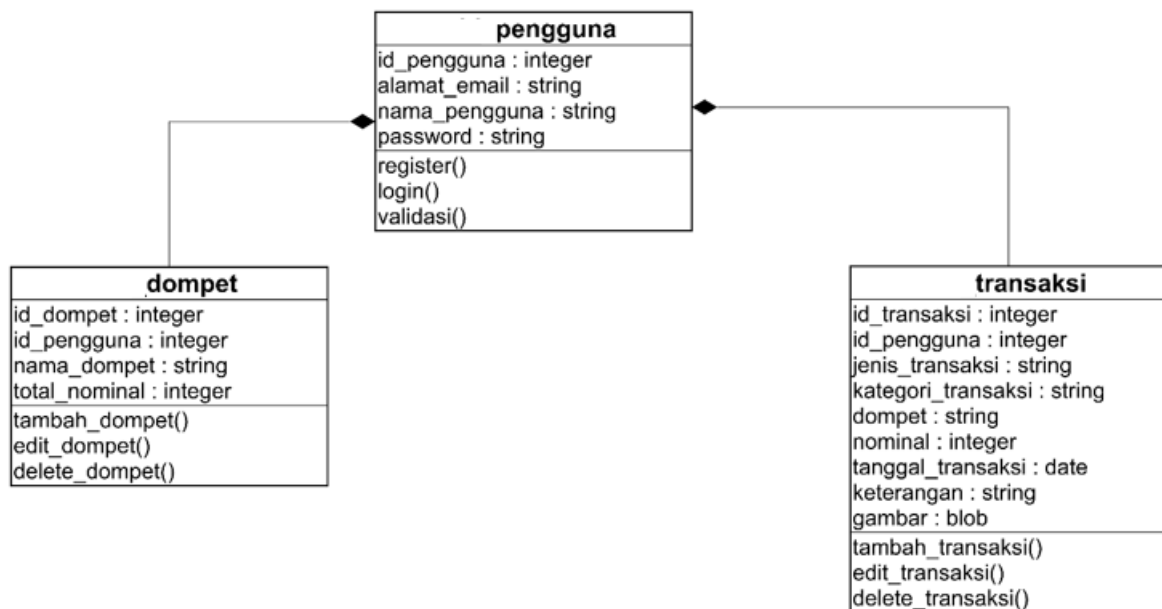 pengguna
id_pengguna : integer
alamat_email : string
nama_pengguna : string
password : string
register()
login()
validasi()
dompet
id_dompet : integer
id_pengguna : integer
nama_dompet : string
total_nominal : integer
tambah_dompet()
edit_dompet()
delete_dompet()
transaksi
id_transaksi : integer
id_pengguna : integer
jenis_transaksi : string
kategori_transaksi : string
dompet : string
nominal : integer
tanggal_transaksi : date
keterangan : string
gambar : blob
tambah_transaksi()
edit_transaksi()
delete_transaksi()